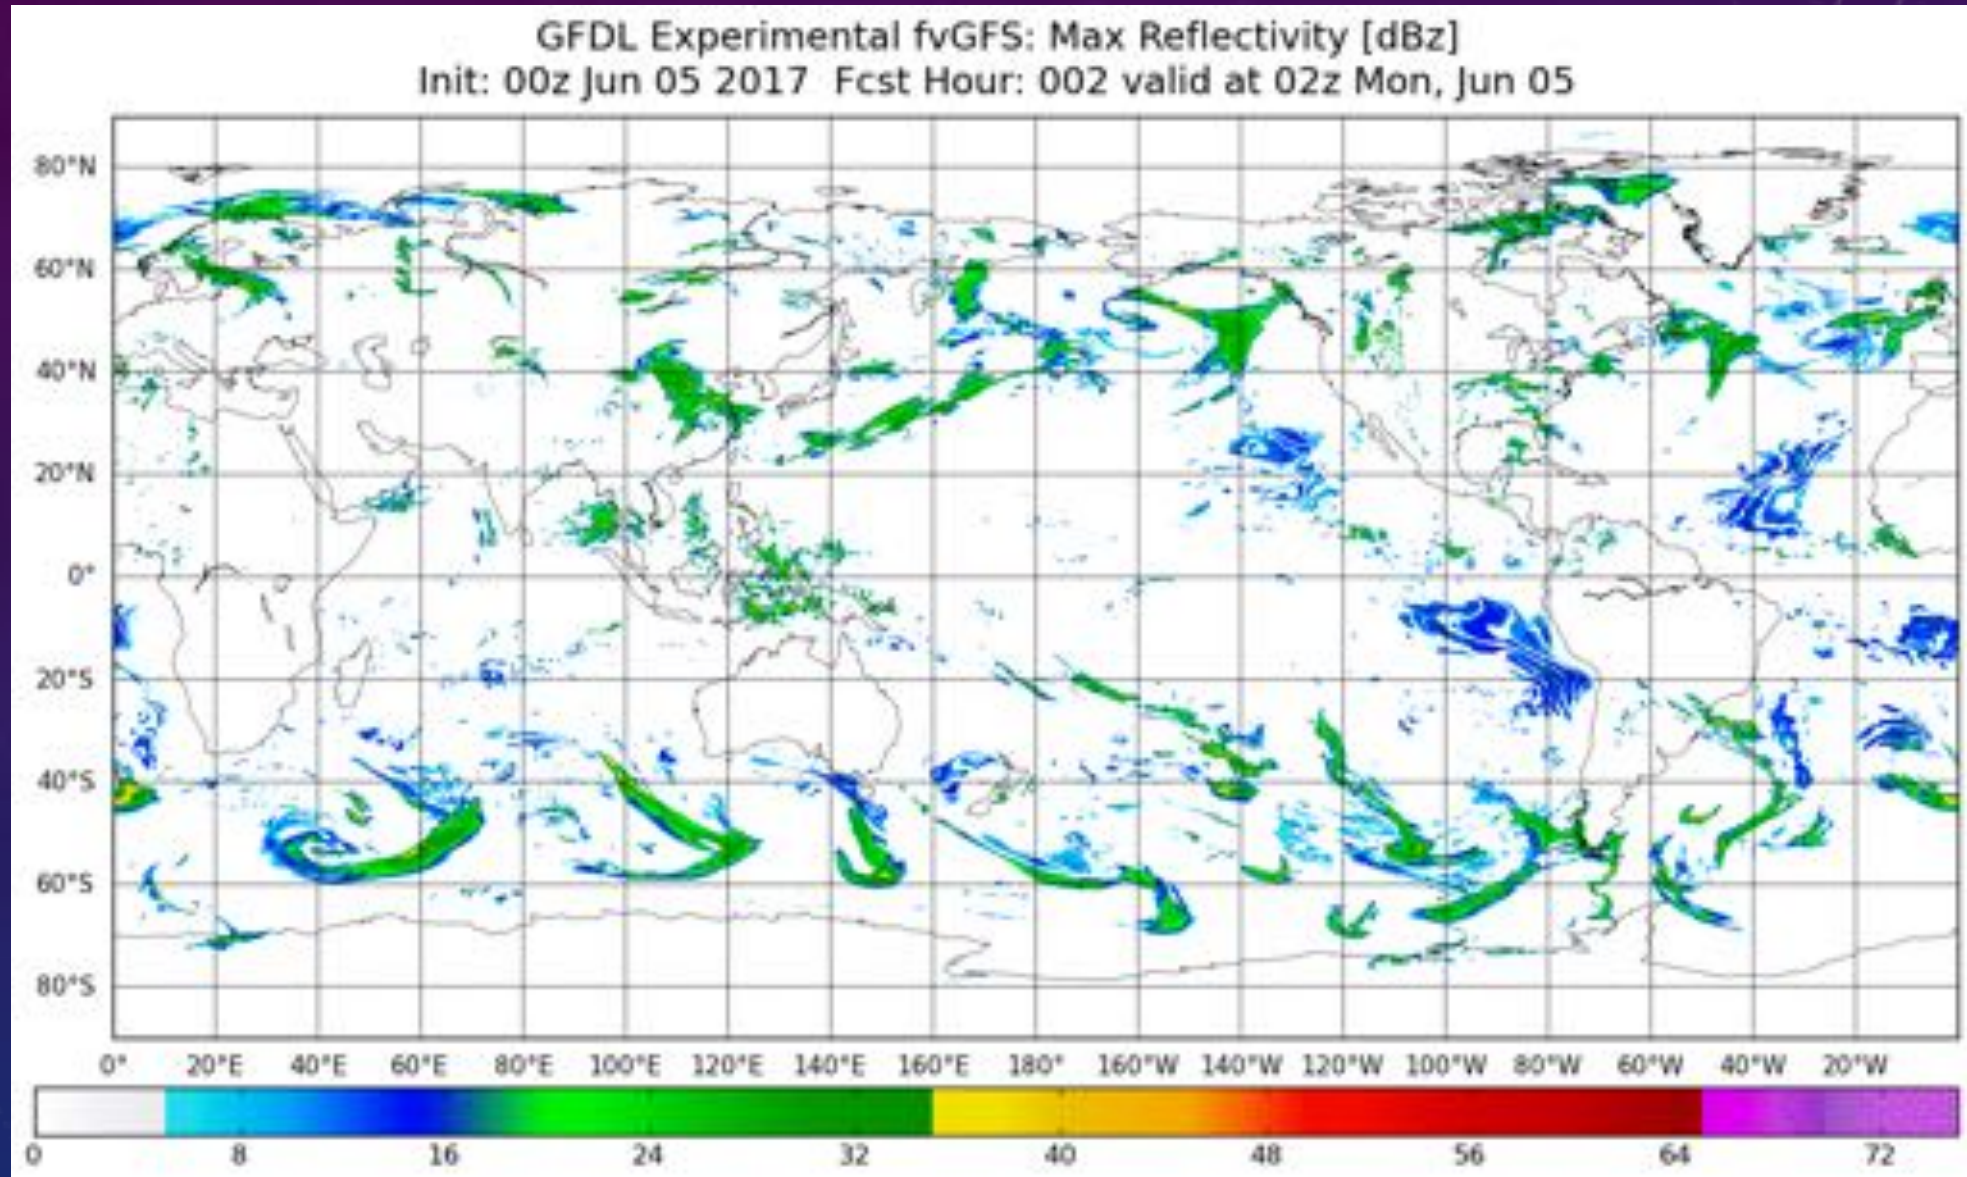 GFDL Experimental fvGFS: Max Reflectivity [dBz]
Init: 00z Jun 05 2017  Fcst Hour: 002 valid at 02z Mon, Jun 05
80°N
60°N
40°N
20°N
0°
20°S
40°S
60°S
80°S
0° 20°E 40°E 60°E 80°E 100°E 120°E 140°E 160°E 180° 160°W 140°W 120°W 100°W 80°W 60°W 40°W 20°W
0 8 16 24 32 40 48 56 64 72